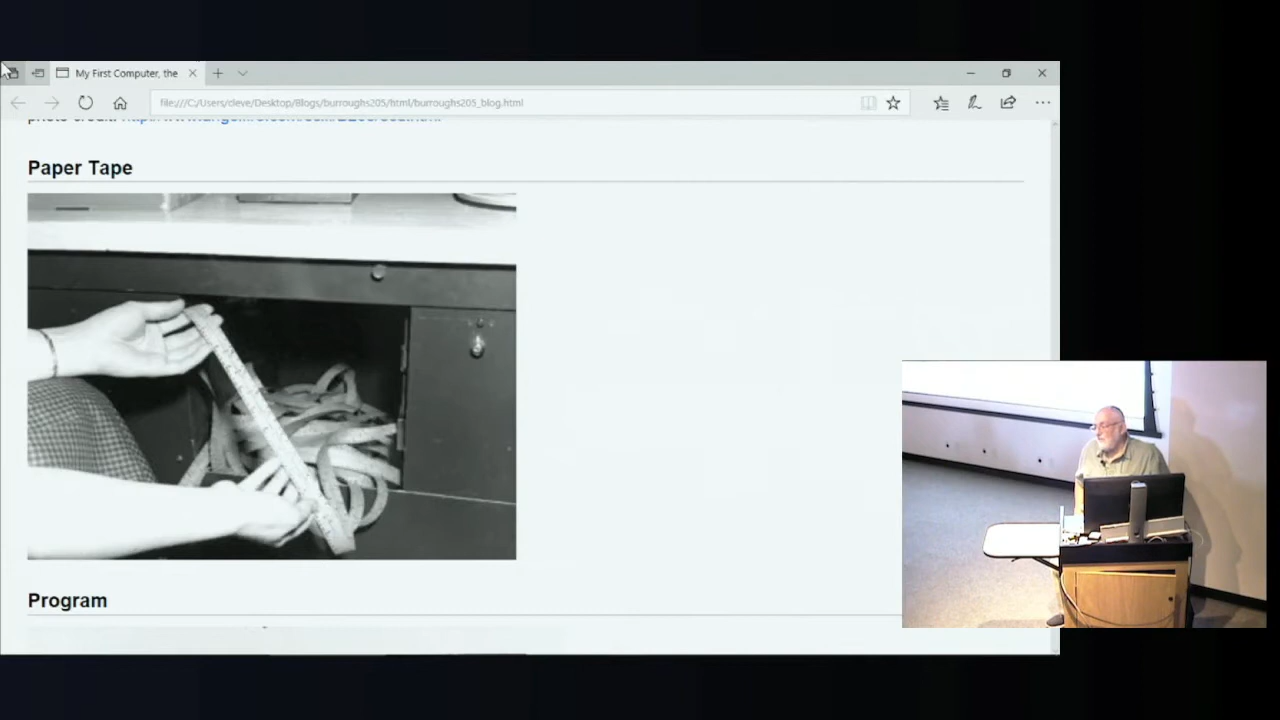 My First Computer, the
file:///C:/Users/cleve/Desktop/Blogs/burroughs205/html/burroughs205_blog.html
Paper Tape
Program